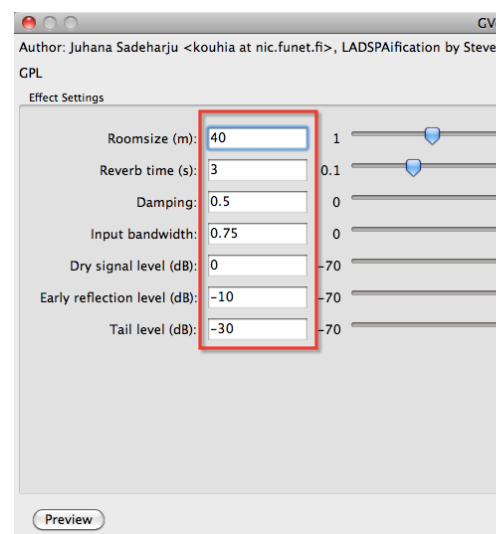 GV
Author: Juhana Sadeharju <kouhia at nic.funet.fi>, LADSPAification by Steve
GPL
Effect Settings
Roomsize (m): 40 1
Reverb time (s): 3 0.1
Damping: 0.5 0
Input bandwidth: 0.75 0
Dry signal level (dB): 0 -70
Early reflection level (dB): -10 -70
Tail level (dB): -30 -70
Preview